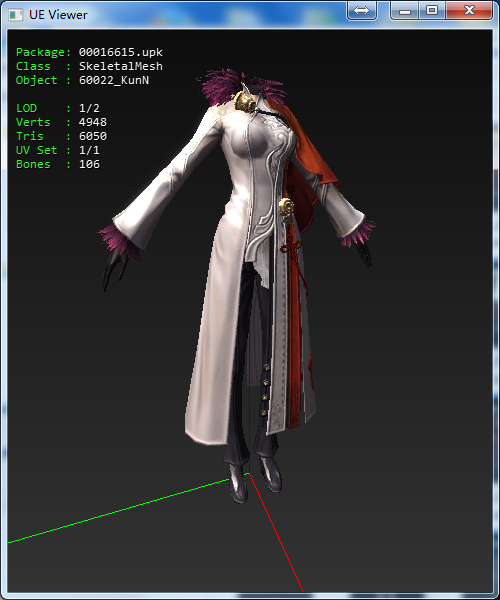 UE Viewer
Package: 00016615.upk
Class : SkeletalMesh
Object : 60022_KunN
LOD : 1/2
Verts : 4948
Tris : 6050
UV Set : 1/1
Bones : 106